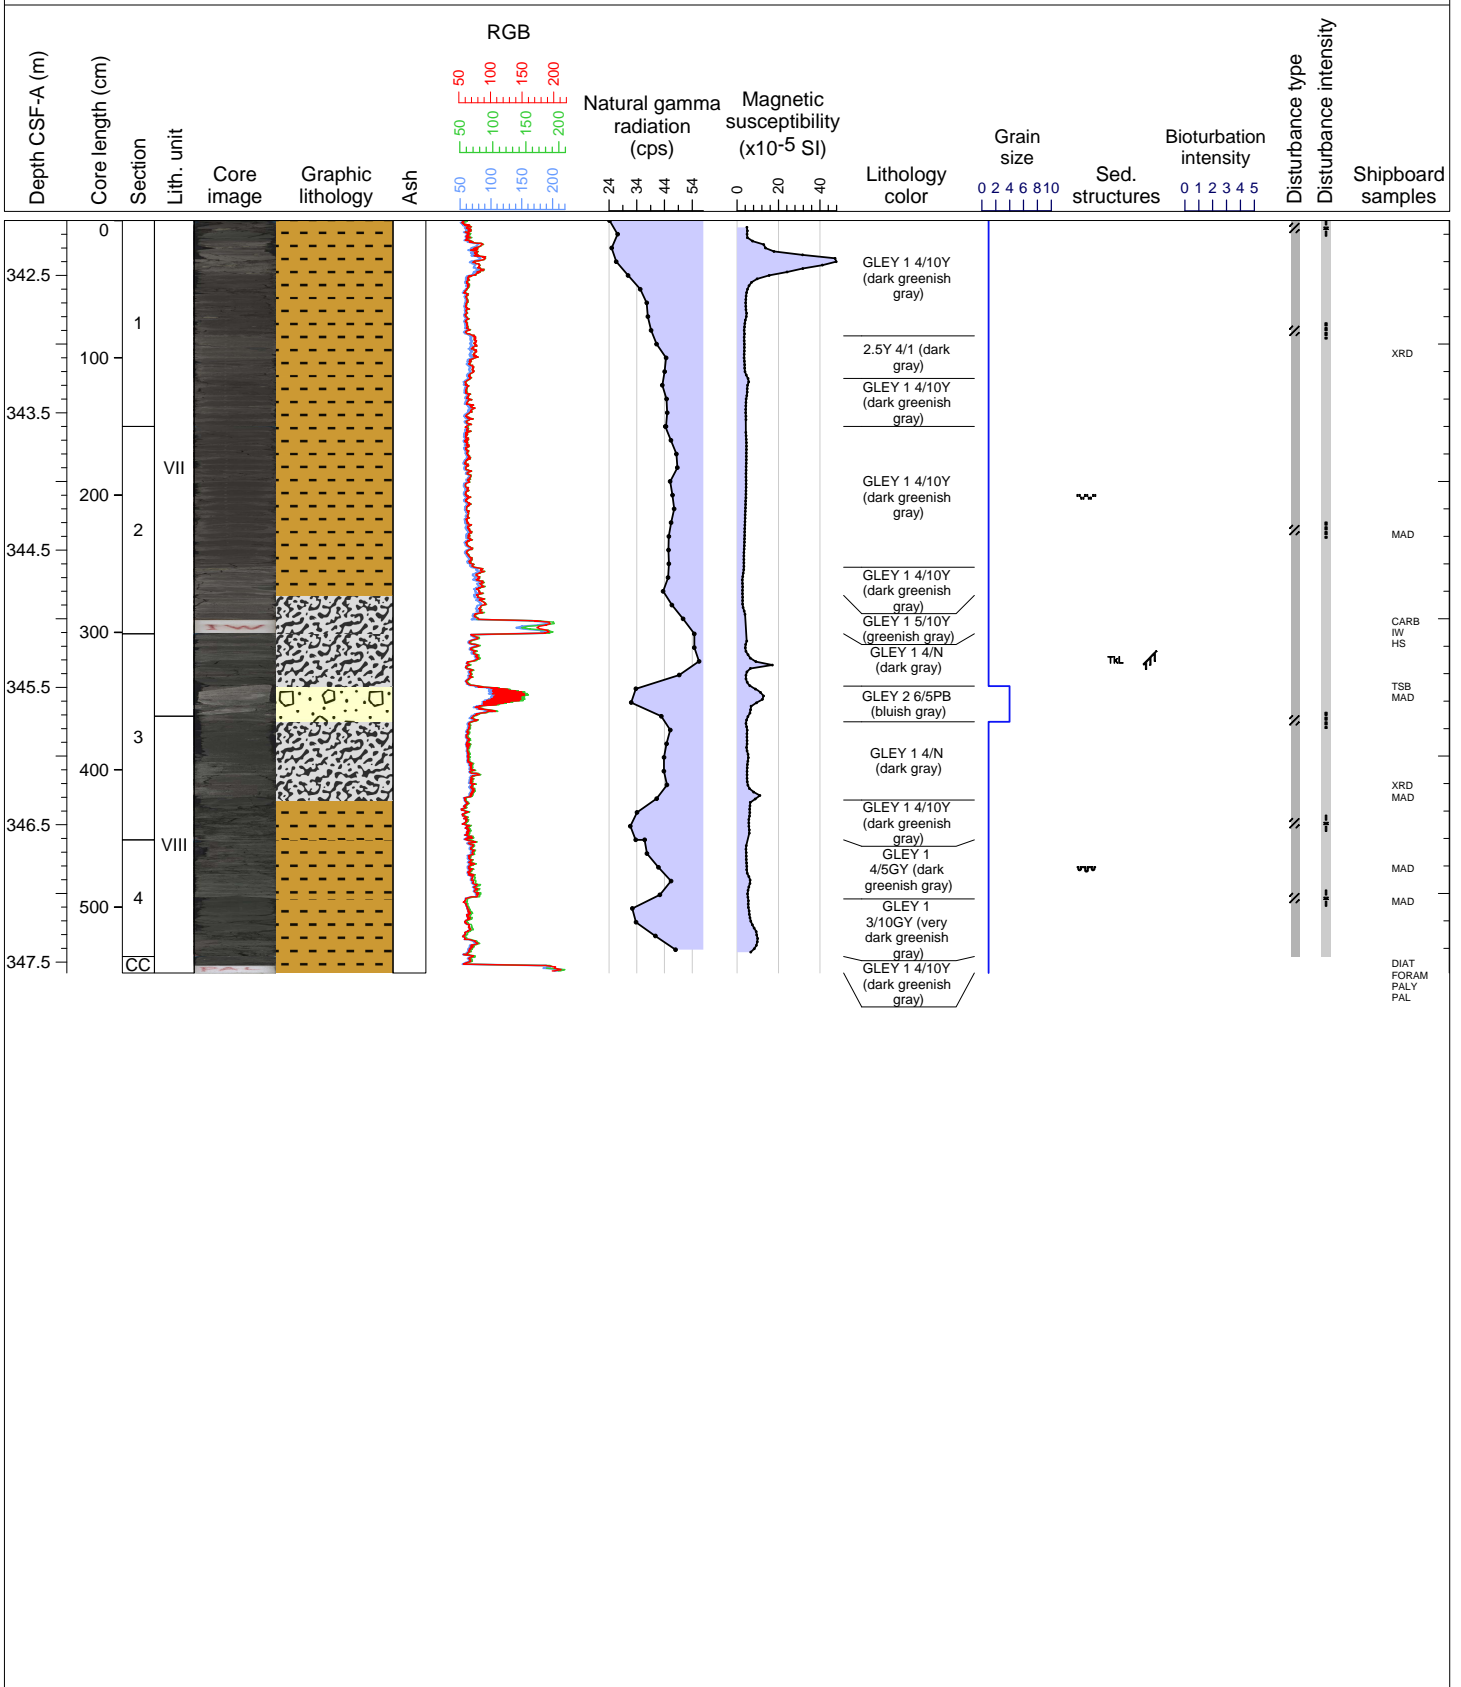 RGB
50 100 150 200
50 100 150 200
50 100 150 200
Depth CSF-A (m)
Core length (cm)
Section
Lith. unit
Core
image
Graphic
lithology
Ash
Natural gamma
radiation
(cps)
24 34 44 54
Magnetic
susceptibility
(x10-5 SI)
0 20 40
Lithology
color
Grain
size
0 2 4 6 8 10
Sed.
structures
Bioturbation
intensity
0 1 2 3 4 5
Disturbance type
Disturbance intensity
Shipboard
samples
342.5
343.5
344.5
345.5
346.5
347.5
0
100
200
300
400
500
1
2
3
4
CC
VII
VIII
GLEY 1 4/10Y
(dark greenish
gray)
2.5Y 4/1 (dark
gray)
GLEY 1 4/10Y
(dark greenish
gray)
GLEY 1 4/10Y
(dark greenish
gray)
GLEY 1 4/10Y
(dark greenish
gray)
GLEY 1 5/10Y
(greenish gray)
GLEY 1 4/N
(dark gray)
GLEY 2 6/5PB
(bluish gray)
GLEY 1 4/N
(dark gray)
GLEY 1 4/10Y
(dark greenish
gray)
GLEY 1
4/5GY (dark
greenish gray)
GLEY 1
3/10GY (very
dark greenish
gray)
GLEY 1 4/10Y
(dark greenish
gray)
TkL
XRD
MAD
CARB
IW
HS
TSB
MAD
XRD
MAD
MAD
MAD
DIAT
FORAM
PALY
PAL